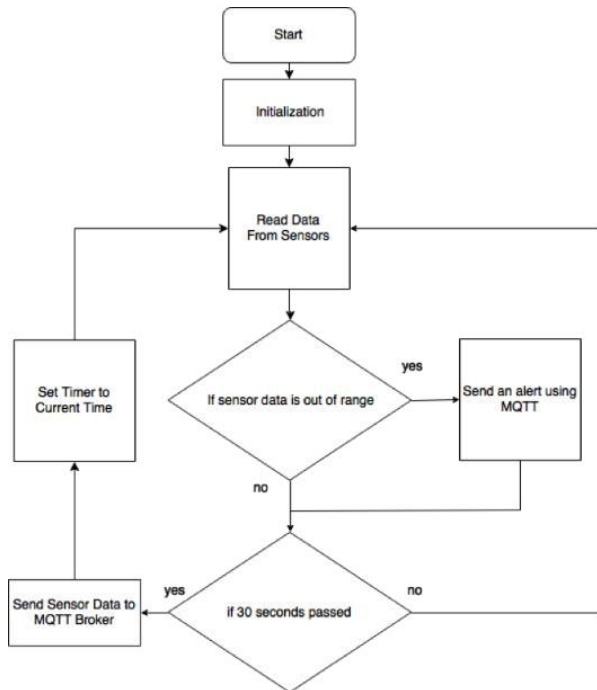 Start
Initialization
Read Data
From Sensors
If sensor data is out of range
yes
Send an alert using
MQTT
no
Set Timer to
Current Time
if 30 seconds passed
yes
no
Send Sensor Data to
MQTT Broker